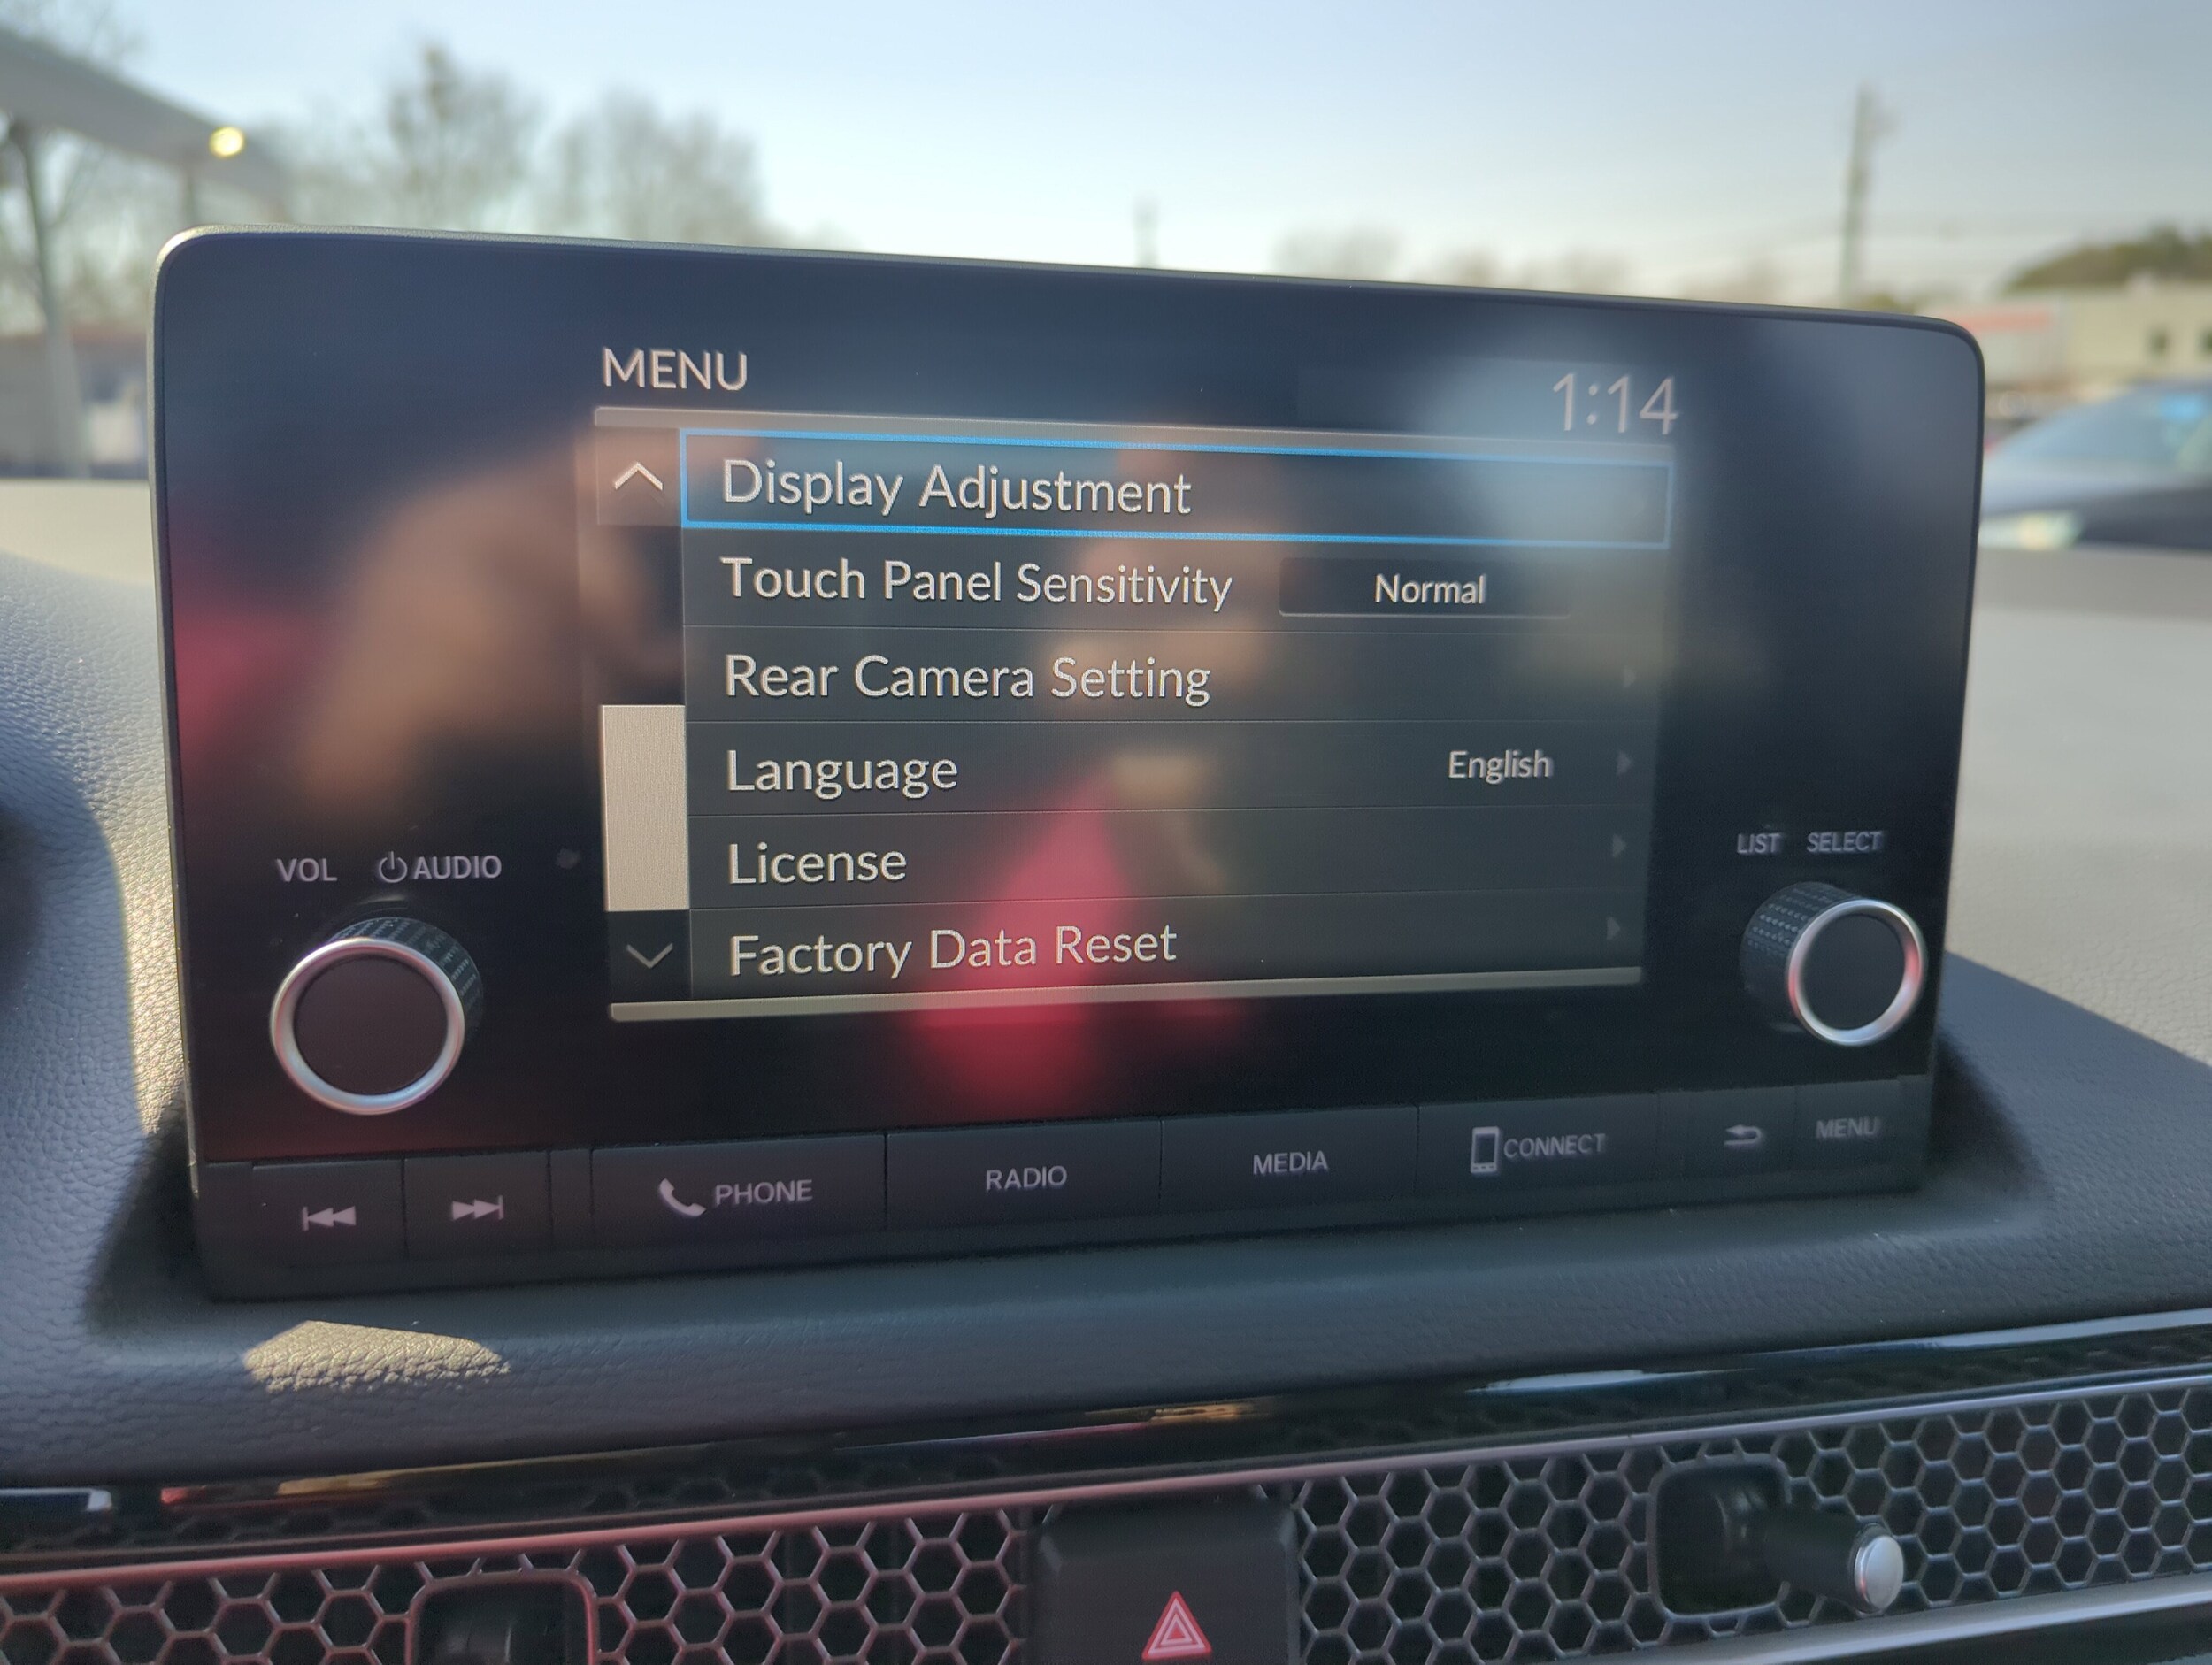 MENU
1:14
Display Adjustment
Touch Panel Sensitivity Normal
Rear Camera Setting
Language English
License
Factory Data Reset
VOL AUDIO
LIST SELECT
PHONE RADIO MEDIA CONNECT MENU